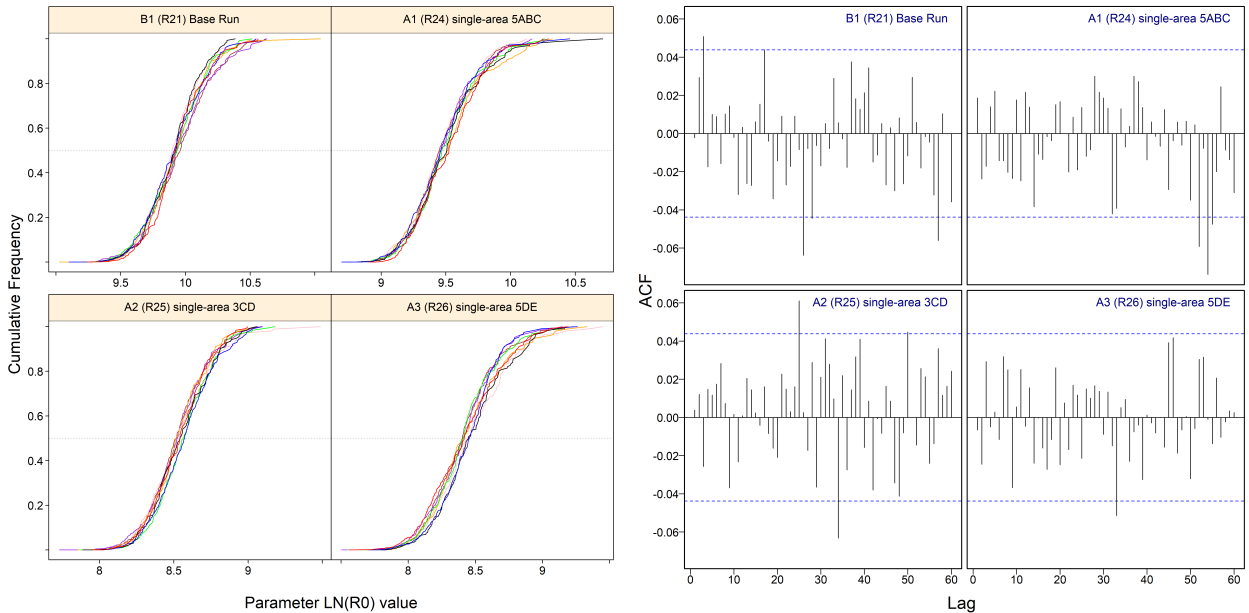 B1 (R21) Base Run
A1 (R24) single-area 5ABC
0.8
0.6
0.4
0.2
9.5 10 10.5
9 9.5 10 10.5
A2 (R25) single-area 3CD
A3 (R26) single-area 5DE
0.8
0.6
0.4
0.2
8 8.5 9
8 8.5 9
Cumulative Frequency
Parameter LN(R0) value
B1 (R21) Base Run
A1 (R24) single-area 5ABC
0.06
0.04
0.02
0.00
-0.02
-0.04
-0.06
A2 (R25) single-area 3CD
A3 (R26) single-area 5DE
0.06
0.04
0.02
0.00
-0.02
-0.04
-0.06
0 10 20 30 40 50 60
0 10 20 30 40 50 60
ACF
Lag